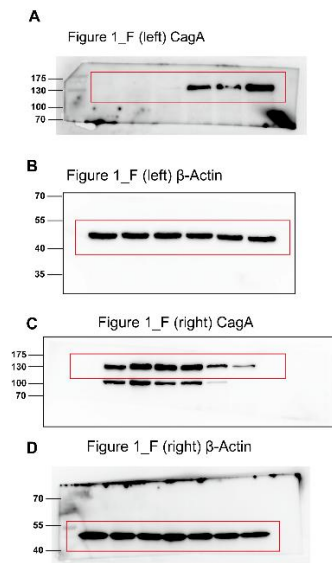 A
Figure 1_F (left) CagA
175
130
100
70
B
Figure 1_F (left) β-Actin
70
55
40
35
C
Figure 1_F (right) CagA
175
130
100
70
D
Figure 1_F (right) β-Actin
70
55
40